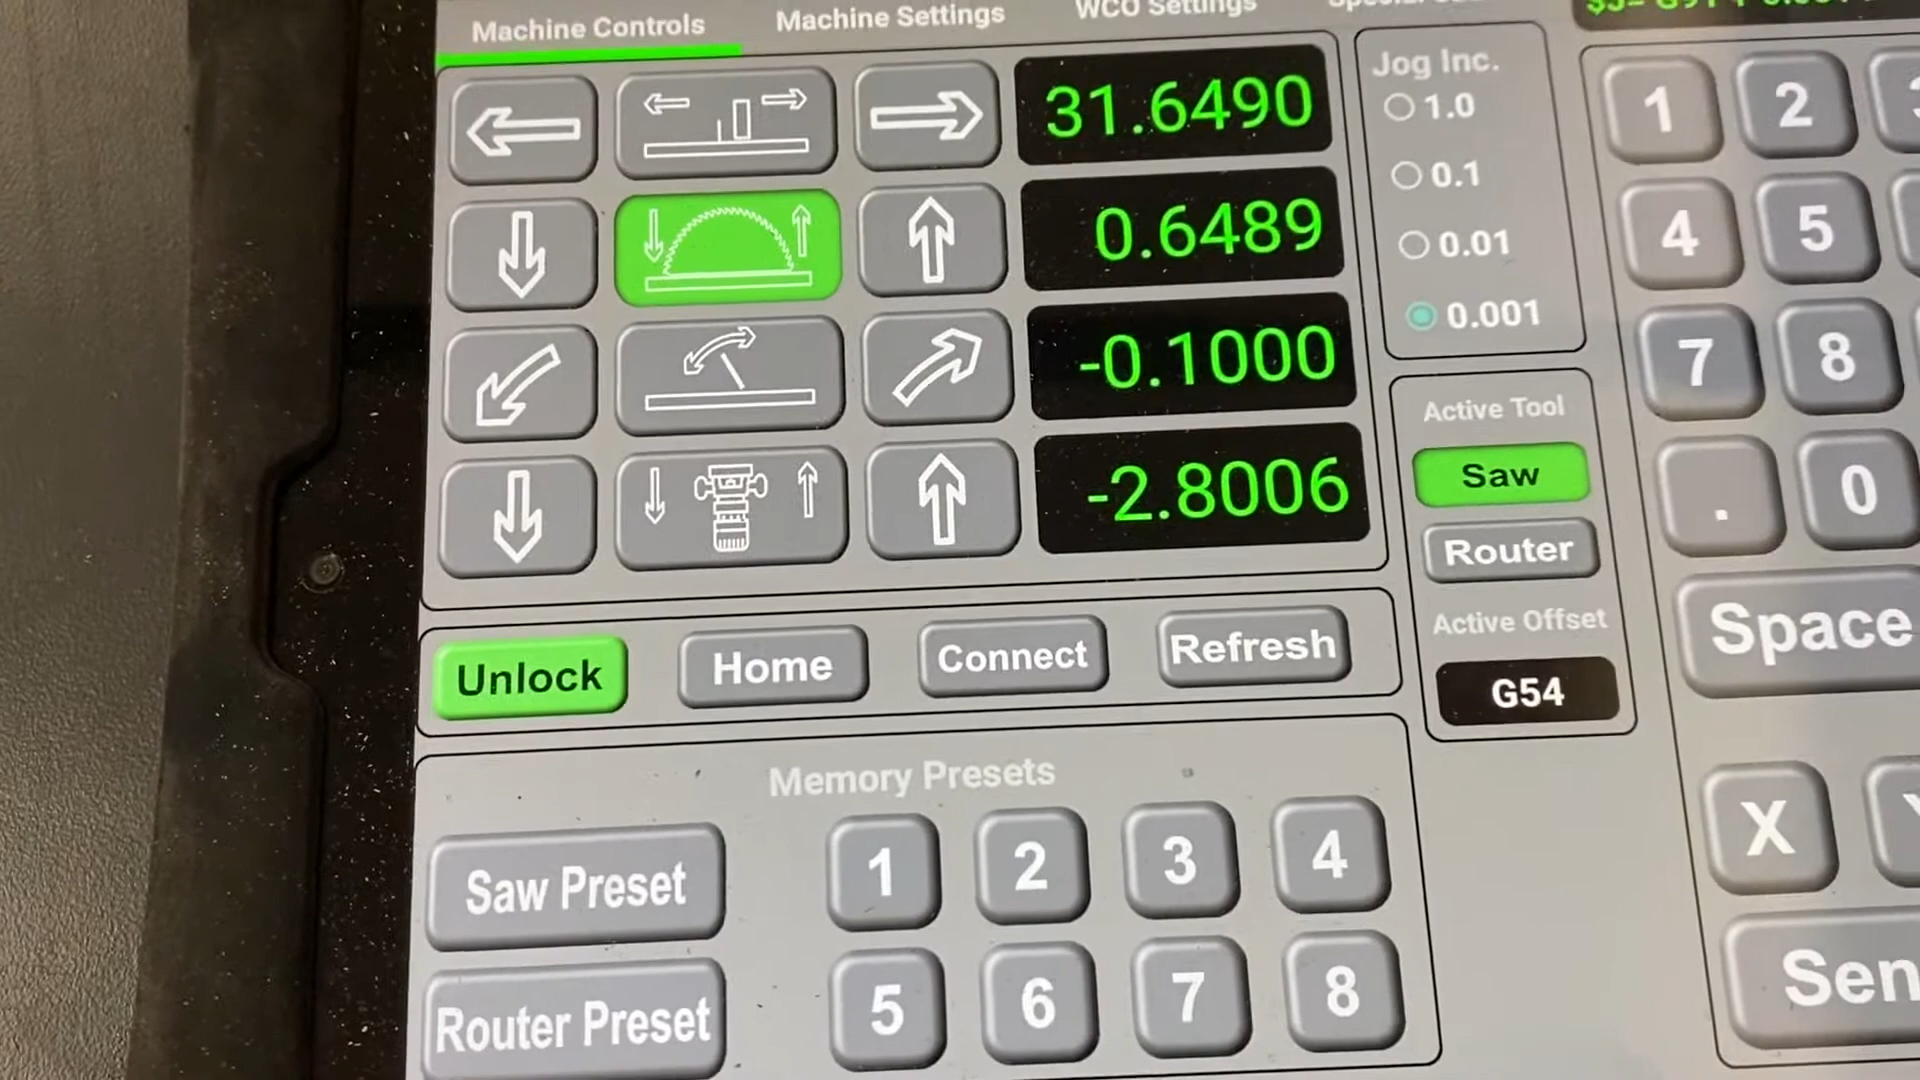 Machine Controls
Machine Settings
WCO Settings
31.6490
0.6489
-0.1000
-2.8006
Jog Inc.
1.0
0.1
0.01
0.001
Active Tool
Saw
Router
Active Offset
G54
Unlock
Home
Connect
Refresh
Memory Presets
Saw Preset
1 2 3 4
Router Preset
5 6 7 8
1 2
4 5
7 8
. 0
Space
X
Sen